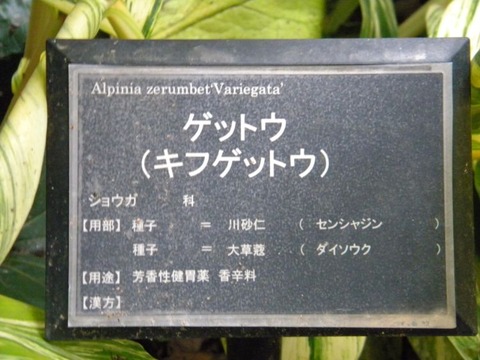 Alpinia zerumbet'Variegata'
ゲットウ
(キフゲットウ)
ショウガ 科
【用部】 種子 = 川砂仁 ( センシャジン )
種子 = 大草蔲 ( ダイソウク )
【用途】 芳香性健胃薬 香辛料
【漢方】